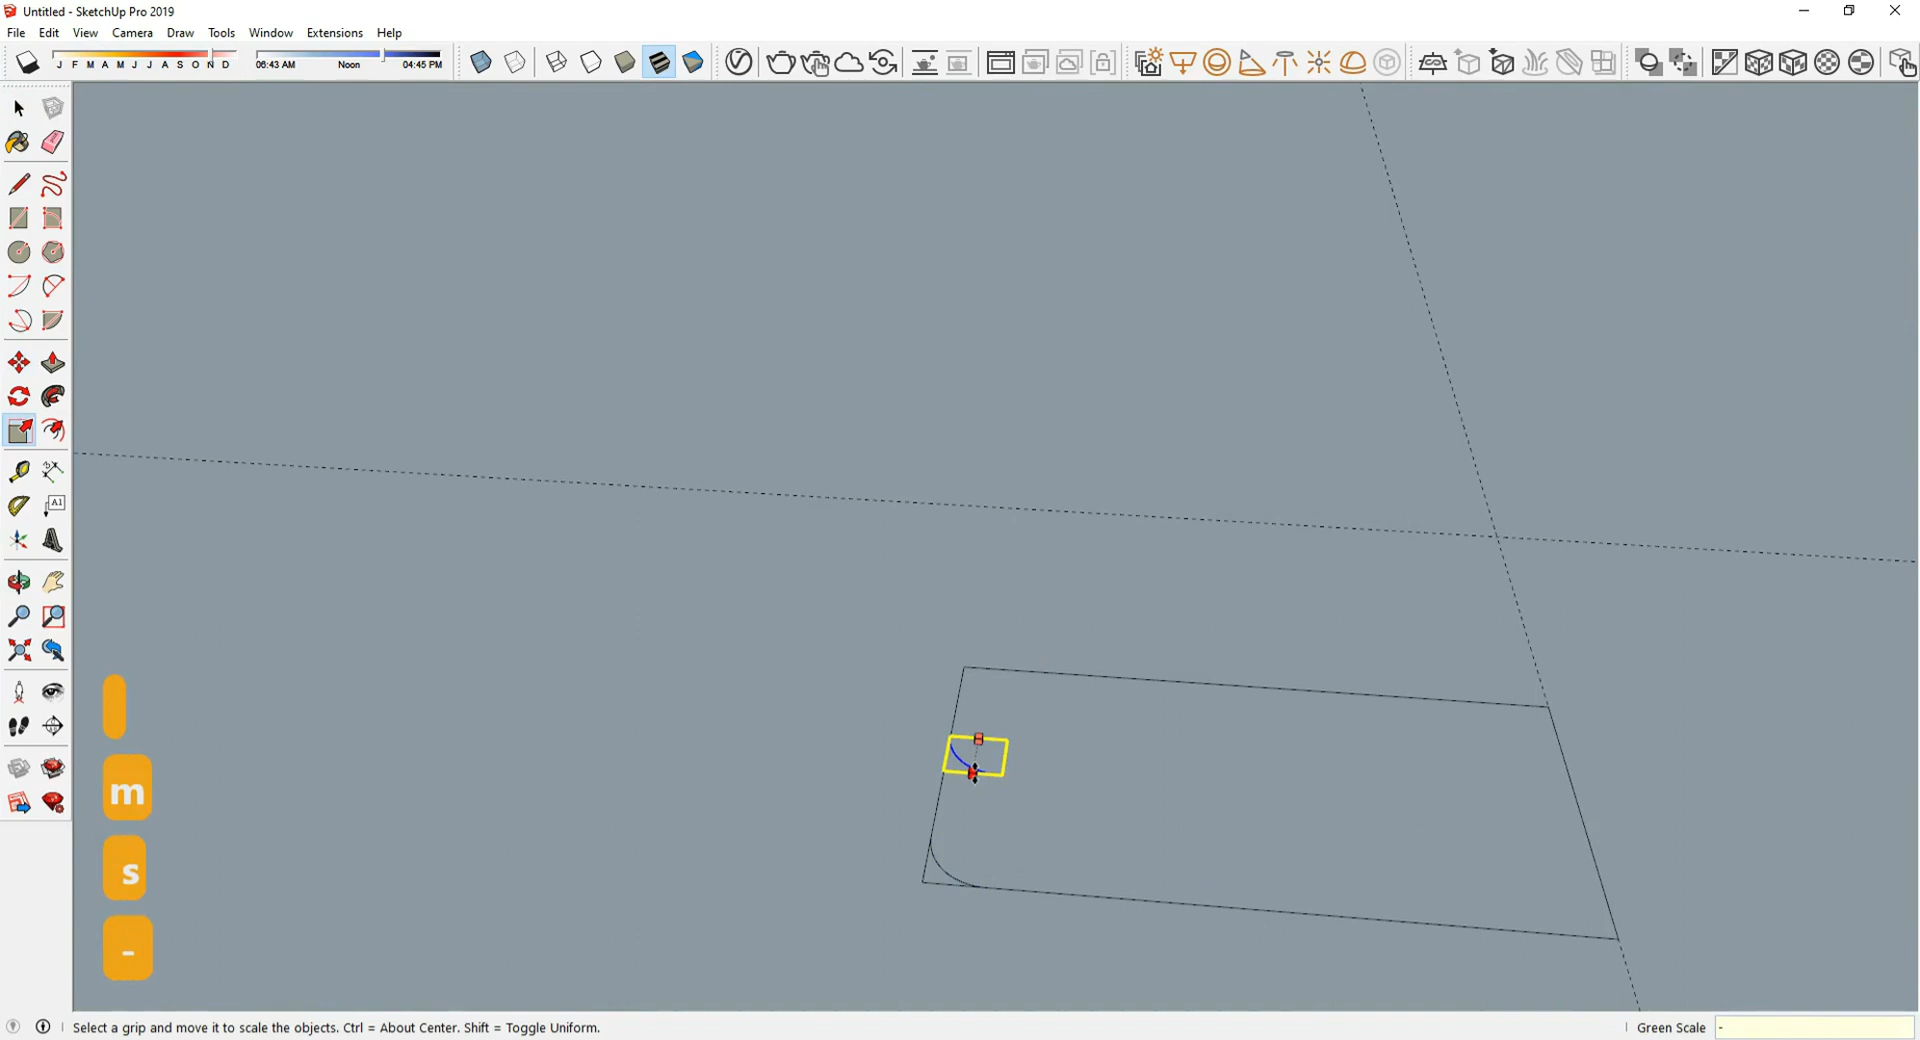 Untitled - SketchUp Pro 2019
File Edit View Camera Draw Tools Window Extensions Help
J F M A M J J A S O N D
06:43 AM Noon 04:45 PM
A1
l
m
s
-
Select a grip and move it to scale the objects. Ctrl = About Center. Shift = Toggle Uniform.
Green Scale -